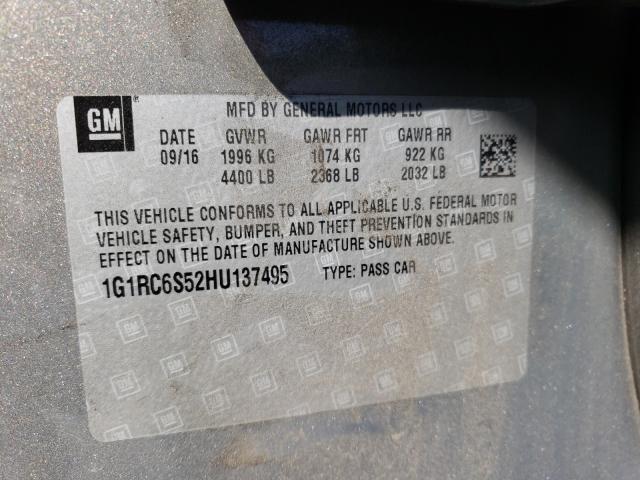 GM
MFD BY GENERAL MOTORS LLC
DATE GVWR GAWR FRT GAWR RR
09/16 1996 KG 1074 KG 922 KG
4400 LB 2368 LB 2032 LB
THIS VEHICLE CONFORMS TO ALL APPLICABLE U.S. FEDERAL MOTOR
VEHICLE SAFETY, BUMPER, AND THEFT PREVENTION STANDARDS IN
EFFECT ON THE DATE OF MANUFACTURE SHOWN ABOVE.
1G1RC6S52HU137495 TYPE: PASS CAR